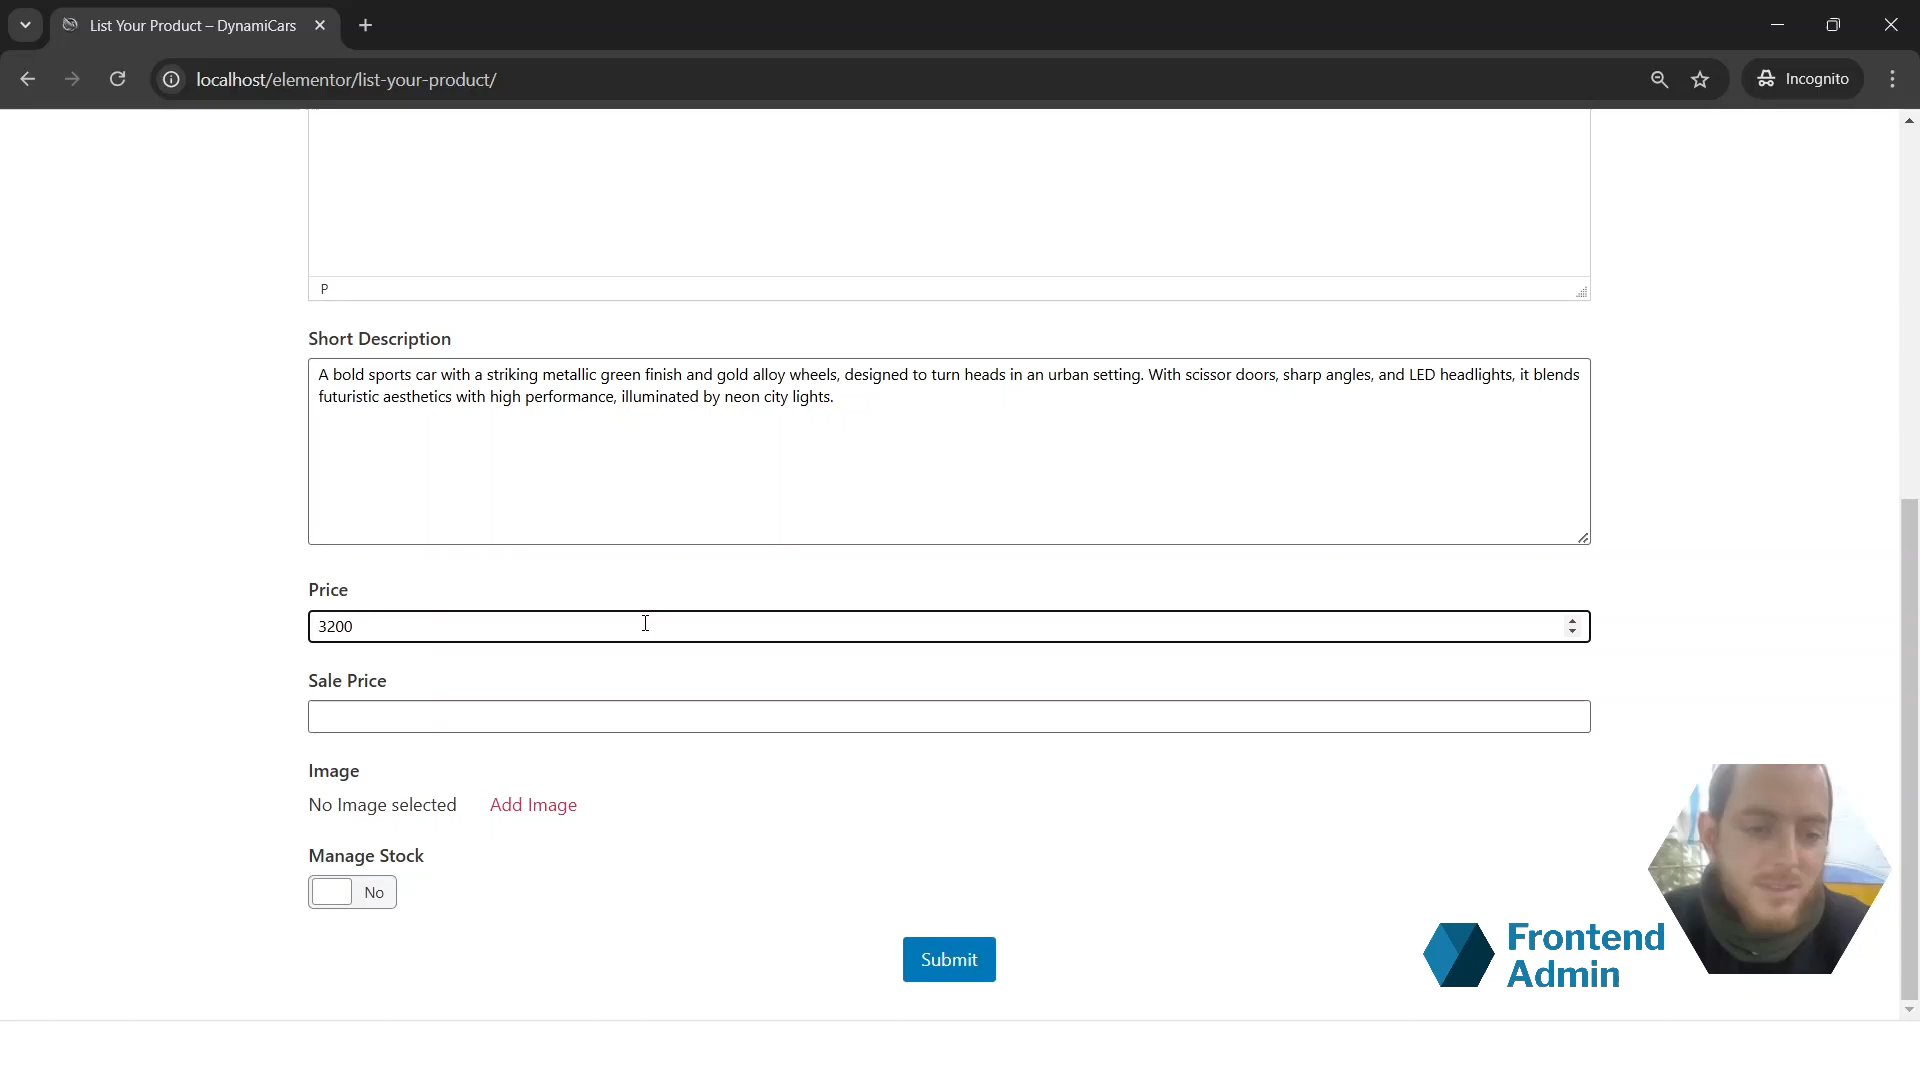 List Your Product – DynamiCars
localhost/elementor/list-your-product/
Incognito
P
Short Description
A bold sports car with a striking metallic green finish and gold alloy wheels, designed to turn heads in an urban setting. With scissor doors, sharp angles, and LED headlights, it blends
futuristic aesthetics with high performance, illuminated by neon city lights.
Price
3200
Sale Price
Image
No Image selected Add Image
Manage Stock
No
Submit
Frontend
Admin